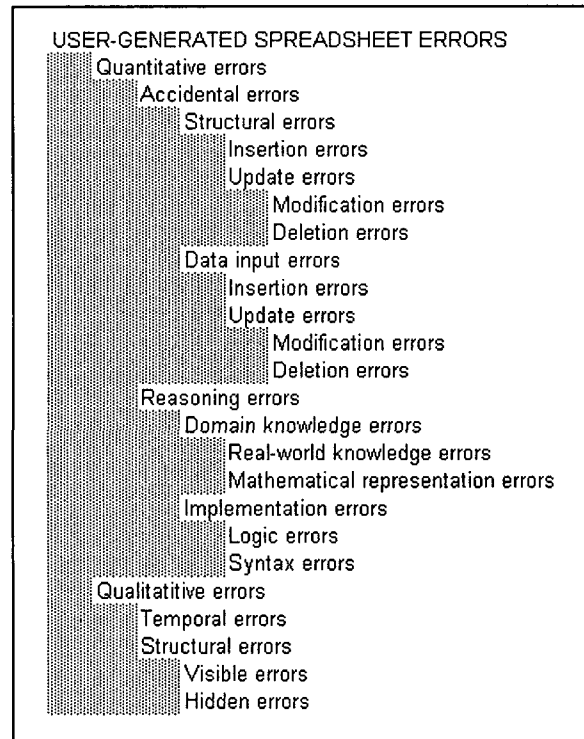 USER-GENERATED SPREADSHEET ERRORS
Quantitative errors
Accidental errors
Structural errors
Insertion errors
Update errors
Modification errors
Deletion errors
Data input errors
Insertion errors
Update errors
Modification errors
Deletion errors
Reasoning errors
Domain knowledge errors
Real-world knowledge errors
Mathematical representation errors
Implementation errors
Logic errors
Syntax errors
Qualitatitive errors
Temporal errors
Structural errors
Visible errors
Hidden errors